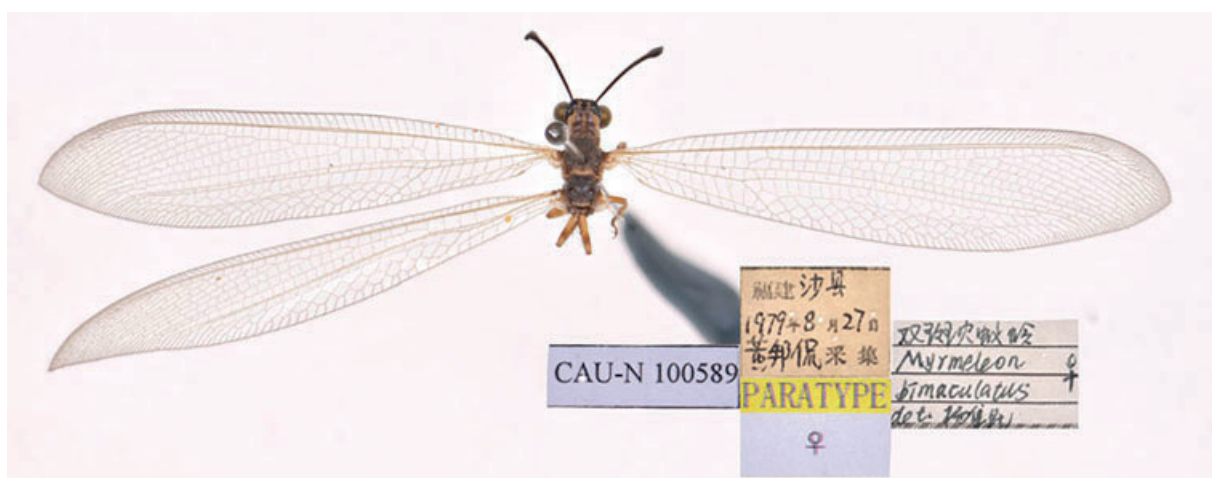 CAU-N 100589
福建沙县
1979年8月27日
黄邦侃采集
PARATYPE
♀
双斑穴蚁蛉
Myrmeleon ♀
bimaculatus
det.